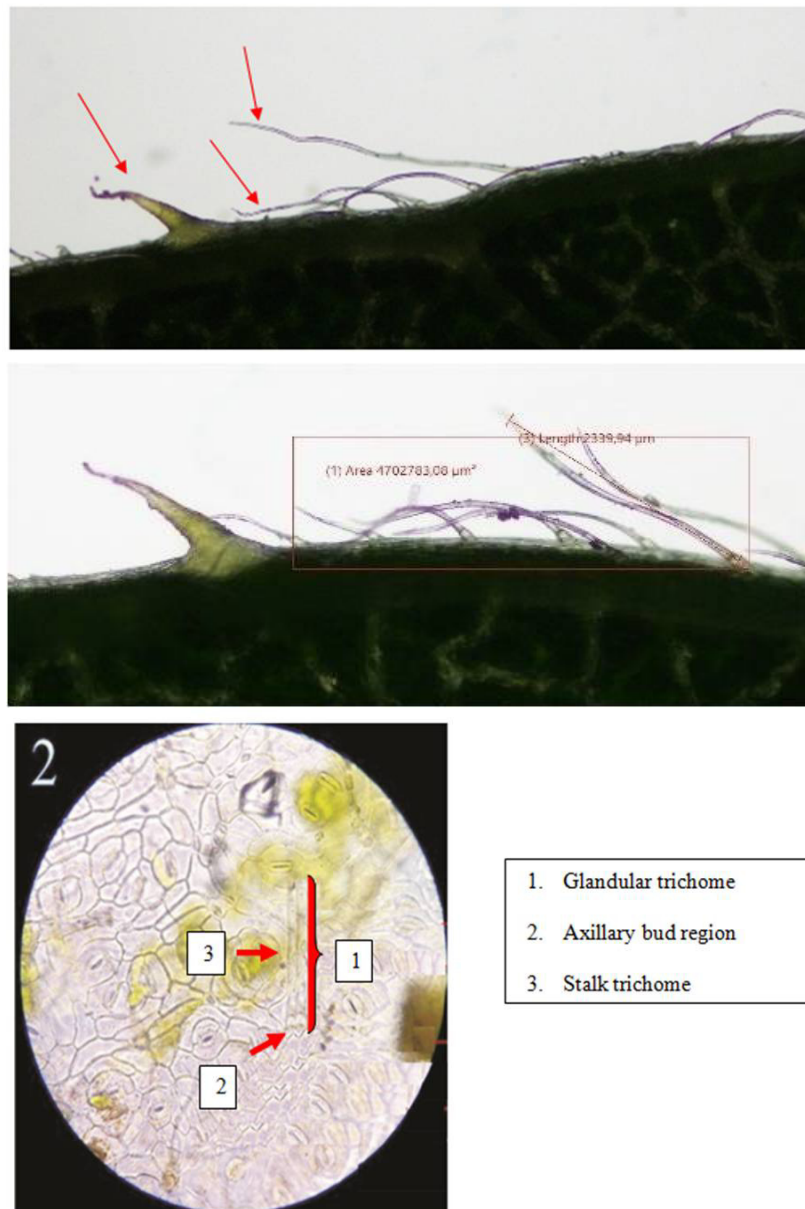 (3) Length 2339,94 µm
(1) Area 4702783,08 µm²
2
3
1
2
1. Glandular trichome
2. Axillary bud region
3. Stalk trichome